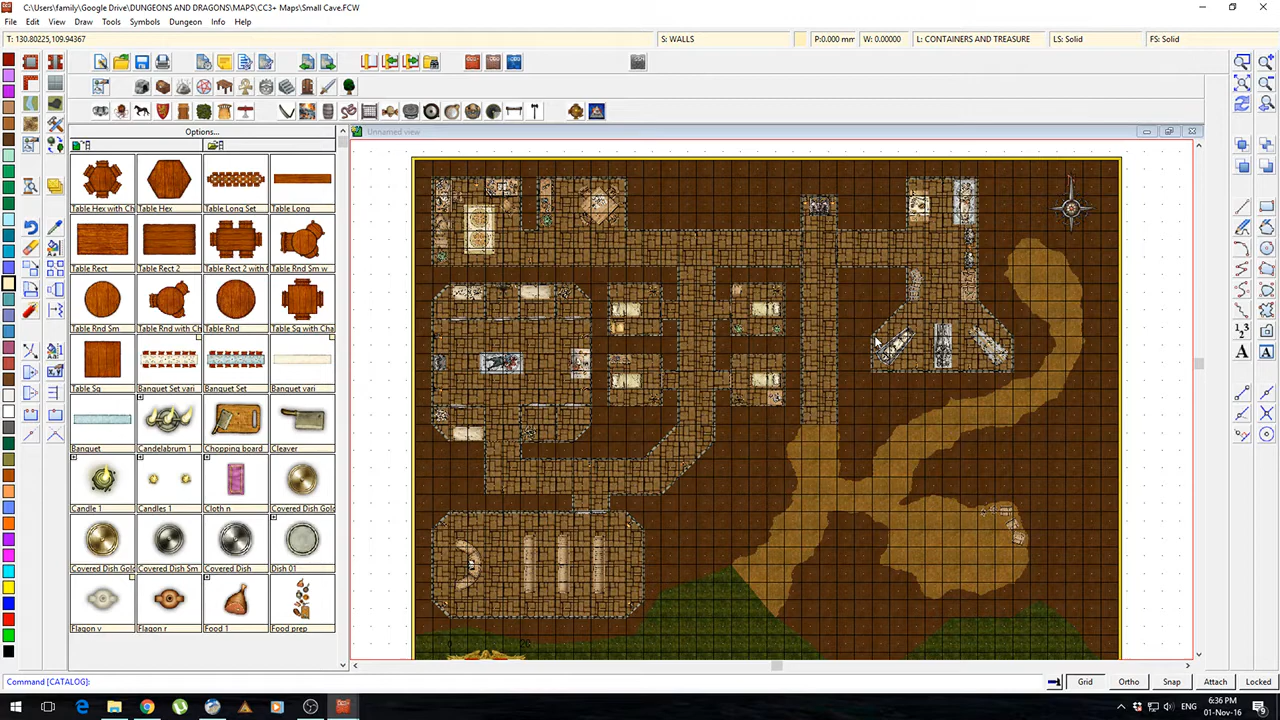 C:\Users\family\Google Drive\DUNGEONS AND DRAGONS\MAPS\CC3+ Maps\Small Cave.FCW
File Edit View Draw Tools Symbols Dungeon Info Help
T: 130.80225, 109.94367 S: WALLS P:0.000 mm W: 0.00000 L: CONTAINERS AND TREASURE LS: Solid FS: Solid
Options...
Unnamed view
Table Hex with Ch Table Hex Table Long Set Table Long
Table Rect Table Rect 2 Table Rect 2 with C Table Rnd Sm w
Table Rnd Sm Table Rnd with Ch Table Rnd Table Sq with Cha
Table Sq Banquet Set vari Banquet Set Banquet vari
Banquet Candelabrum 1 Chopping board Cleaver
Candle 1 Candles 1 Cloth n Covered Dish Gold
Covered Dish Gold Covered Dish Sm Covered Dish Dish 01
Flagon v Flagon r Food 1 Food prep
Command [CATALOG]: Grid Ortho Snap Attach Locked
ENG 6:36 PM
01-Nov-16